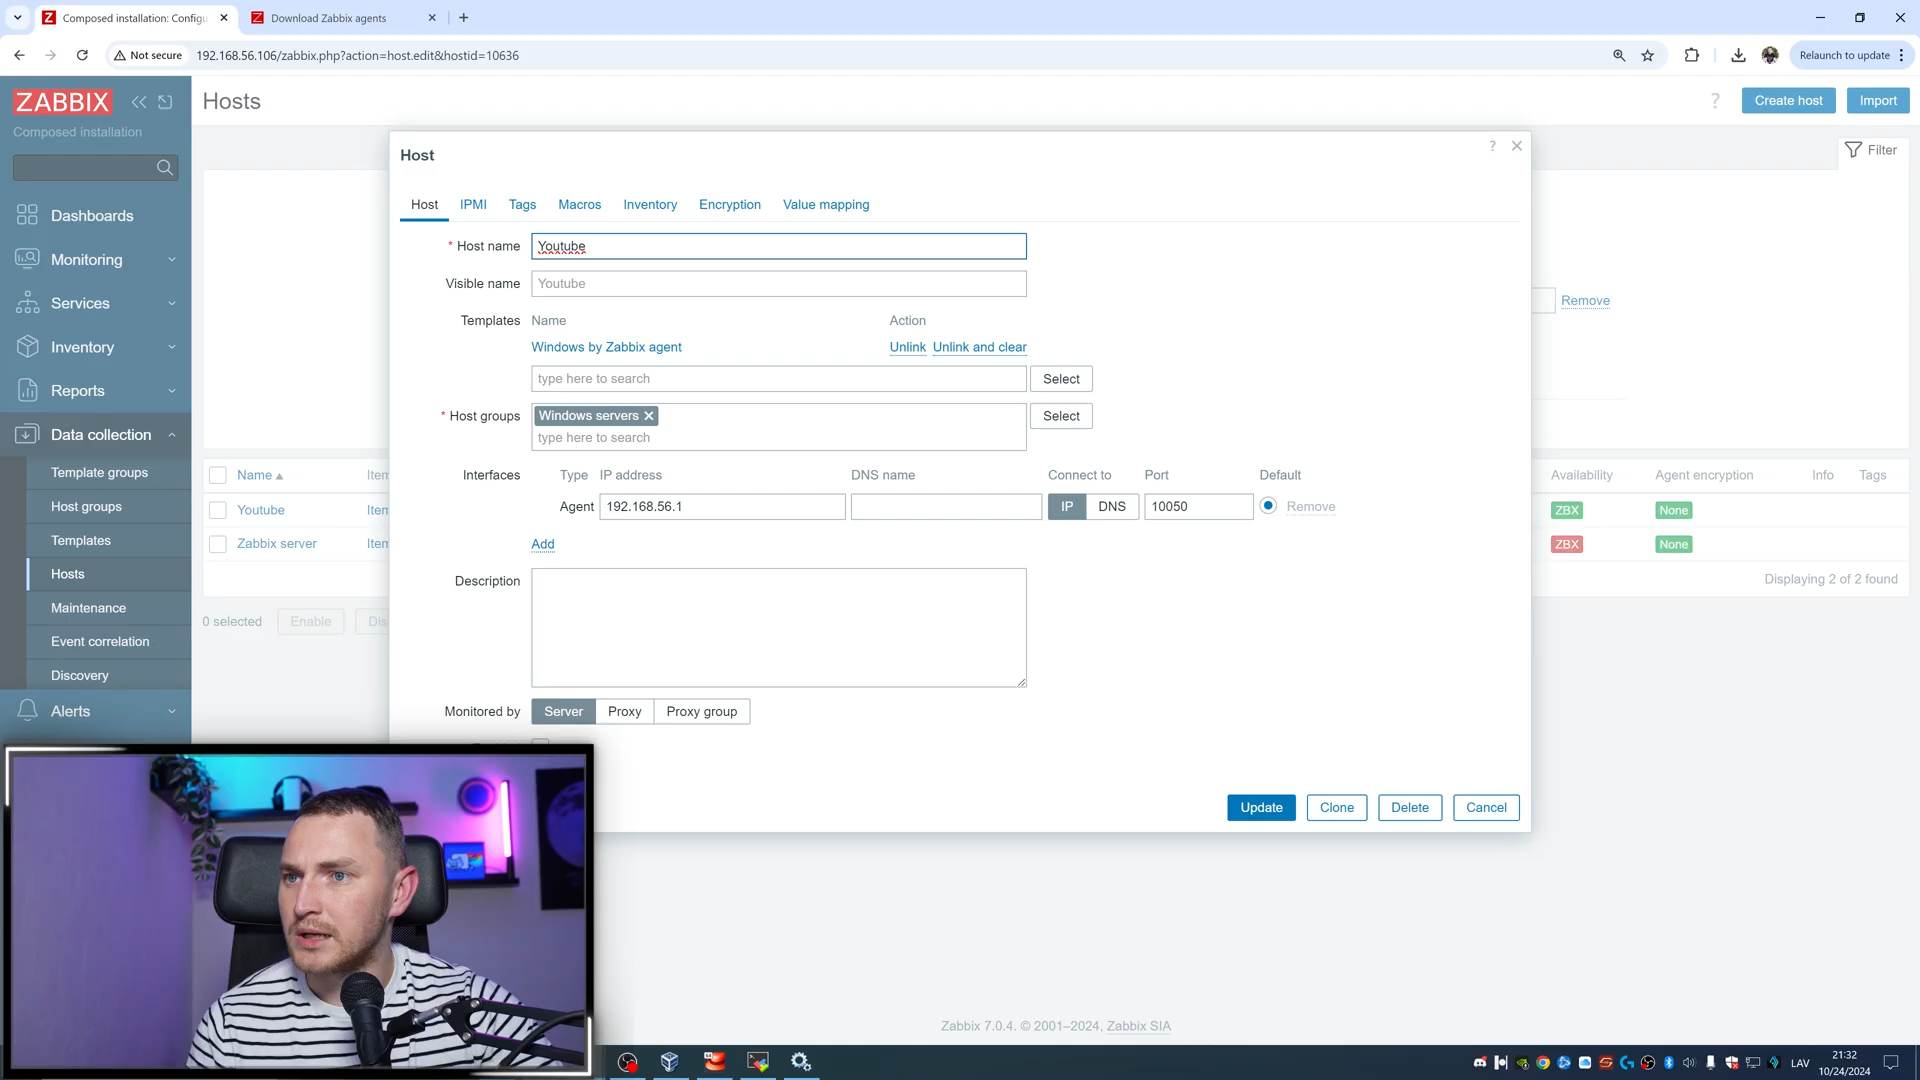 Composed installation: Configu
Download Zabbix agents
Not secure
192.168.56.106/zabbix.php?action=host.edit&hostid=10636
Relaunch to update
ZABBIX
Composed installation
Dashboards
Monitoring
Services
Inventory
Reports
Data collection
Template groups
Host groups
Templates
Hosts
Maintenance
Event correlation
Discovery
Alerts
Hosts
?
Create host
Import
Filter
Remove
Name
Item
Availability
Agent encryption
Info
Tags
Youtube
Item
ZBX
None
Zabbix server
Item
ZBX
None
Displaying 2 of 2 found
0 selected
Enable
Dis
Host
?
Host
IPMI
Tags
Macros
Inventory
Encryption
Value mapping
* Host name
Youtube
Visible name
Youtube
Templates
Name
Action
Windows by Zabbix agent
Unlink
Unlink and clear
type here to search
Select
* Host groups
Windows servers
type here to search
Select
Interfaces
Type
IP address
DNS name
Connect to
Port
Default
Agent
192.168.56.1
IP
DNS
10050
Remove
Add
Description
Monitored by
Server
Proxy
Proxy group
Update
Clone
Delete
Cancel
Zabbix 7.0.4. © 2001–2024, Zabbix SIA
LAV
21:32
10/24/2024